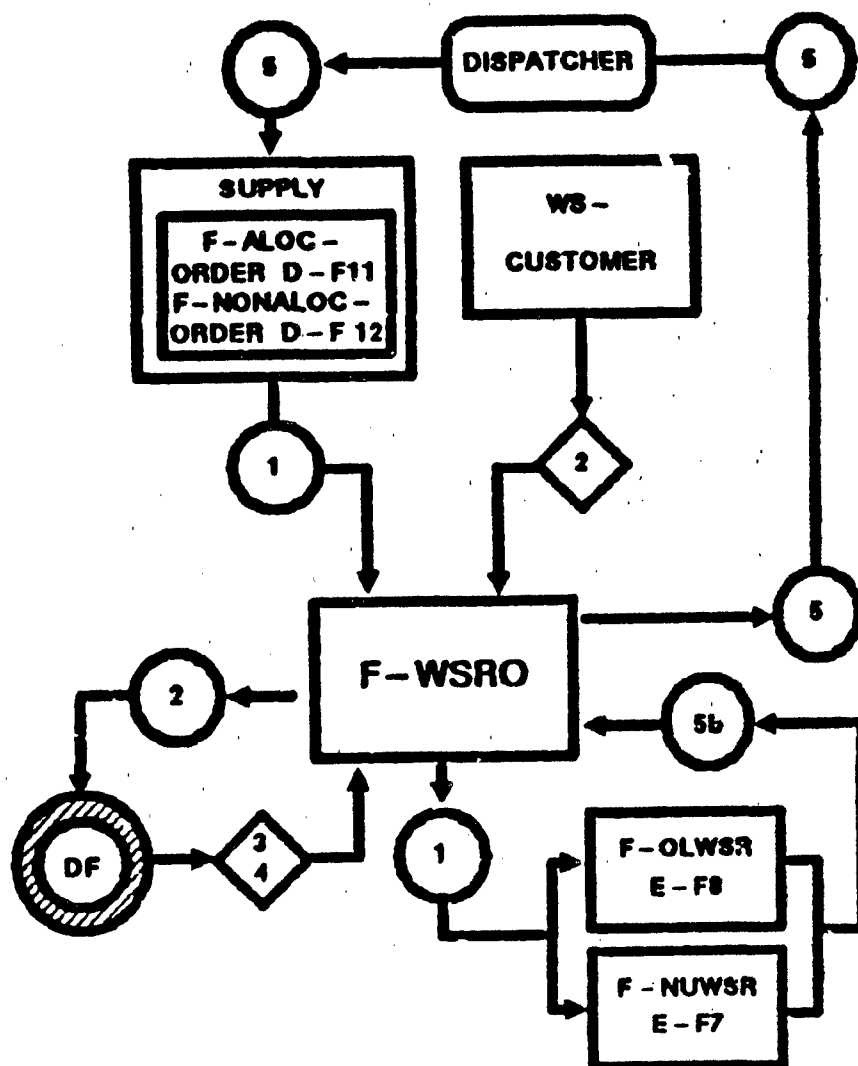 5
DISPATCHER
5
SUPPLY
F-ALOC-
ORDER D-F11
F-NONALOC-
ORDER D-F 12
WS-
CUSTOMER
1
2
F-WSRO
5
2
5b
DF
3
4
1
F-OLWSR
E-F8
F-NUWSR
E-F7